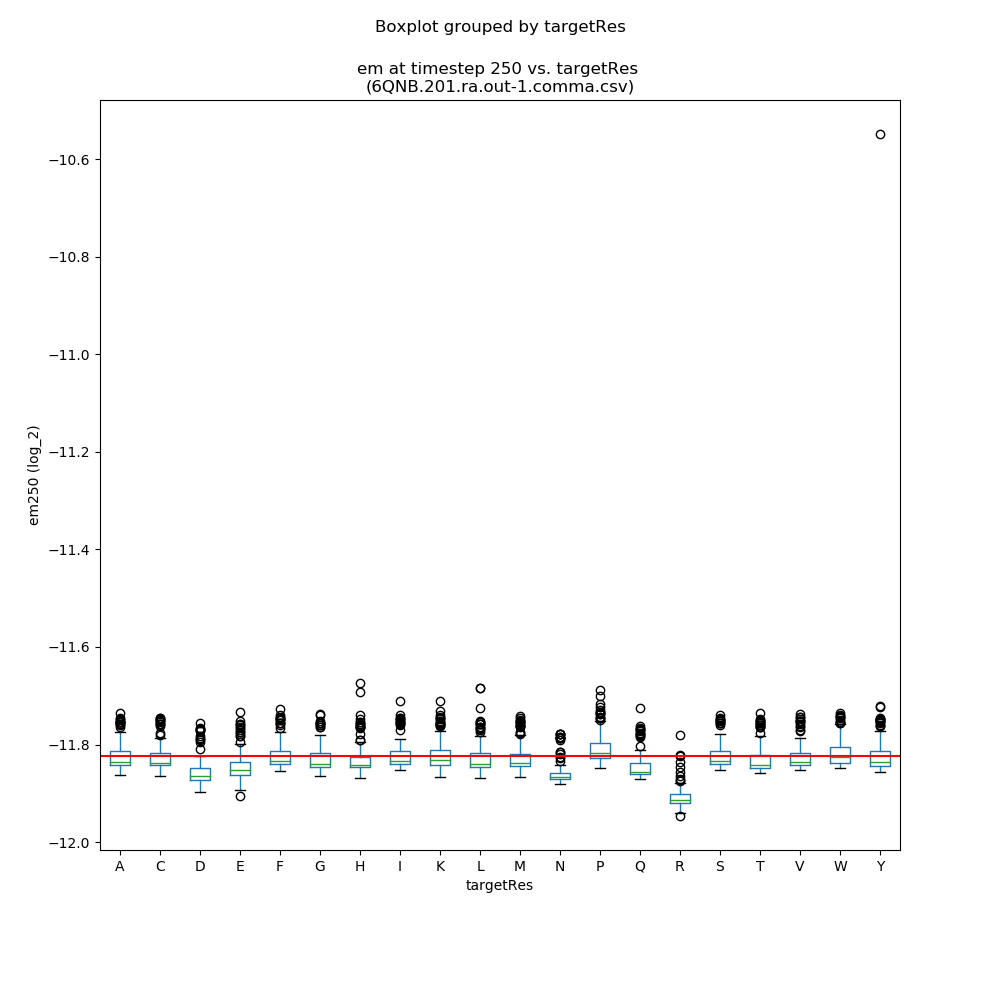 Boxplot grouped by targetRes
em at timestep 250 vs. targetRes
(6QNB.201.ra.out-1.comma.csv)
−10.6
−10.8
−11.0
−11.2
−11.4
−11.6
−11.8
−12.0
em250 (log_2)
A C D E F G H I K L M N P Q R S T V W Y
targetRes